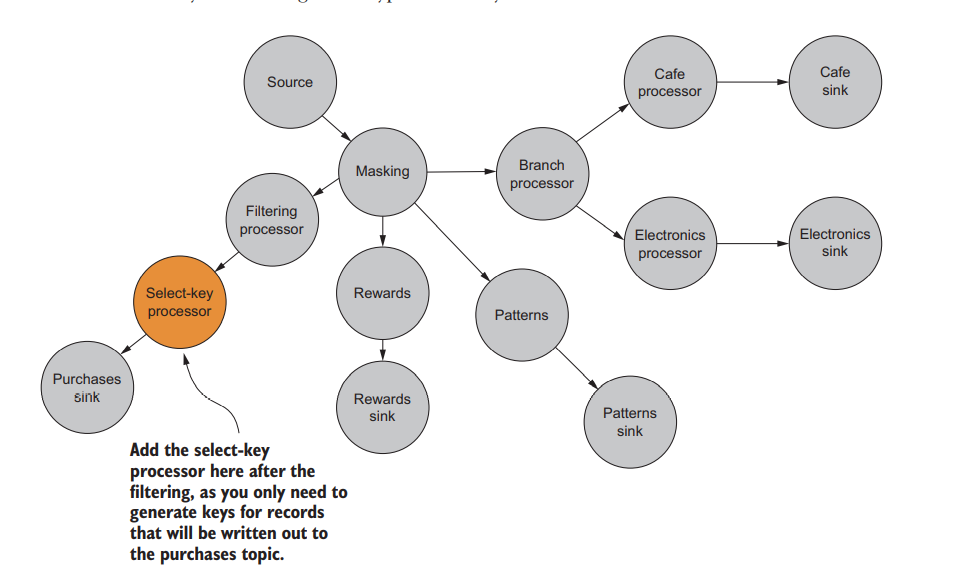 Source
Masking
Filtering
processor
Select-key
processor
Purchases
sink
Rewards
Rewards
sink
Patterns
Patterns
sink
Branch
processor
Cafe
processor
Cafe
sink
Electronics
processor
Electronics
sink
Add the select-key
processor here after the
filtering, as you only need to
generate keys for records
that will be written out to
the purchases topic.